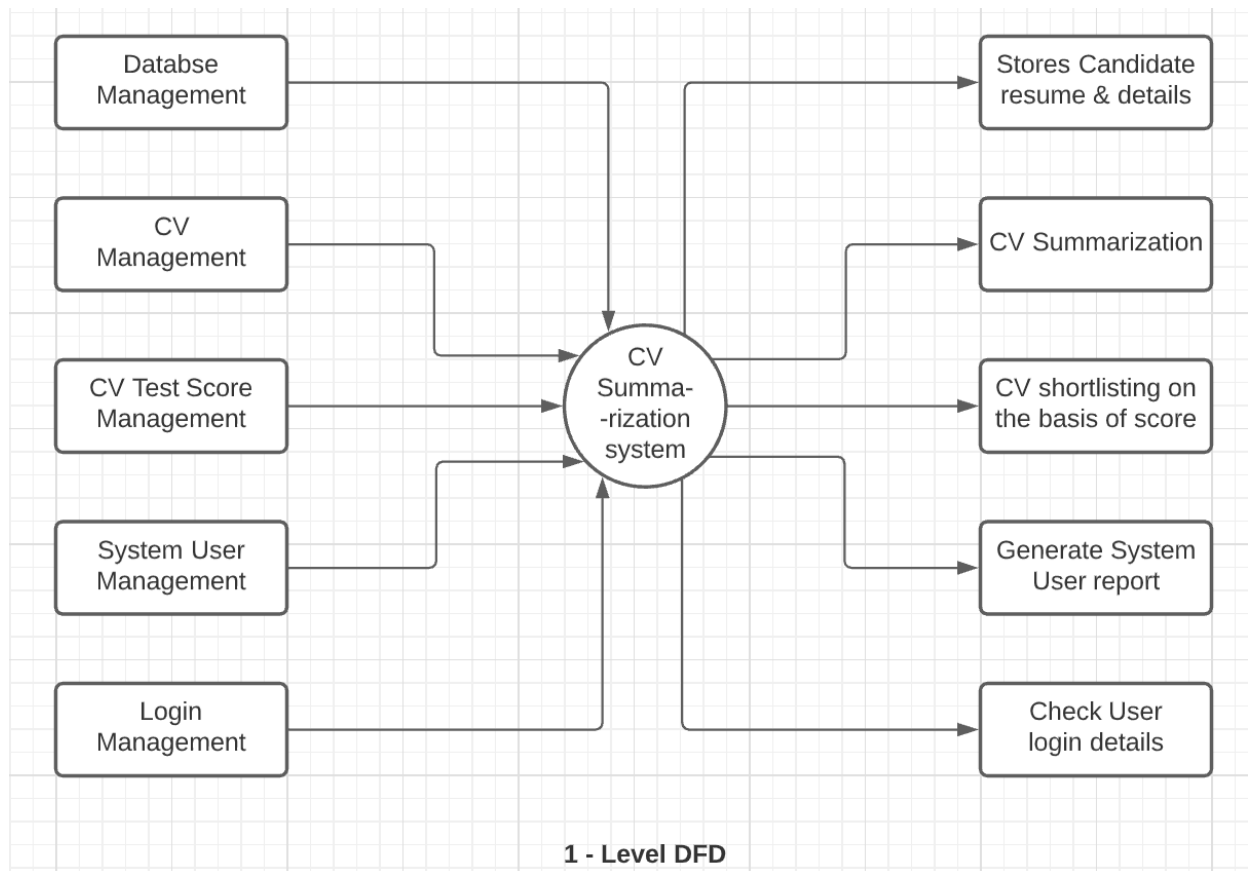 Databse
Management
Stores Candidate
resume & details
CV
Management
CV Summarization
CV Test Score
Management
CV
Summa-
-rization
system
CV shortlisting on
the basis of score
System User
Management
Generate System
User report
Login
Management
Check User
login details
1 - Level DFD